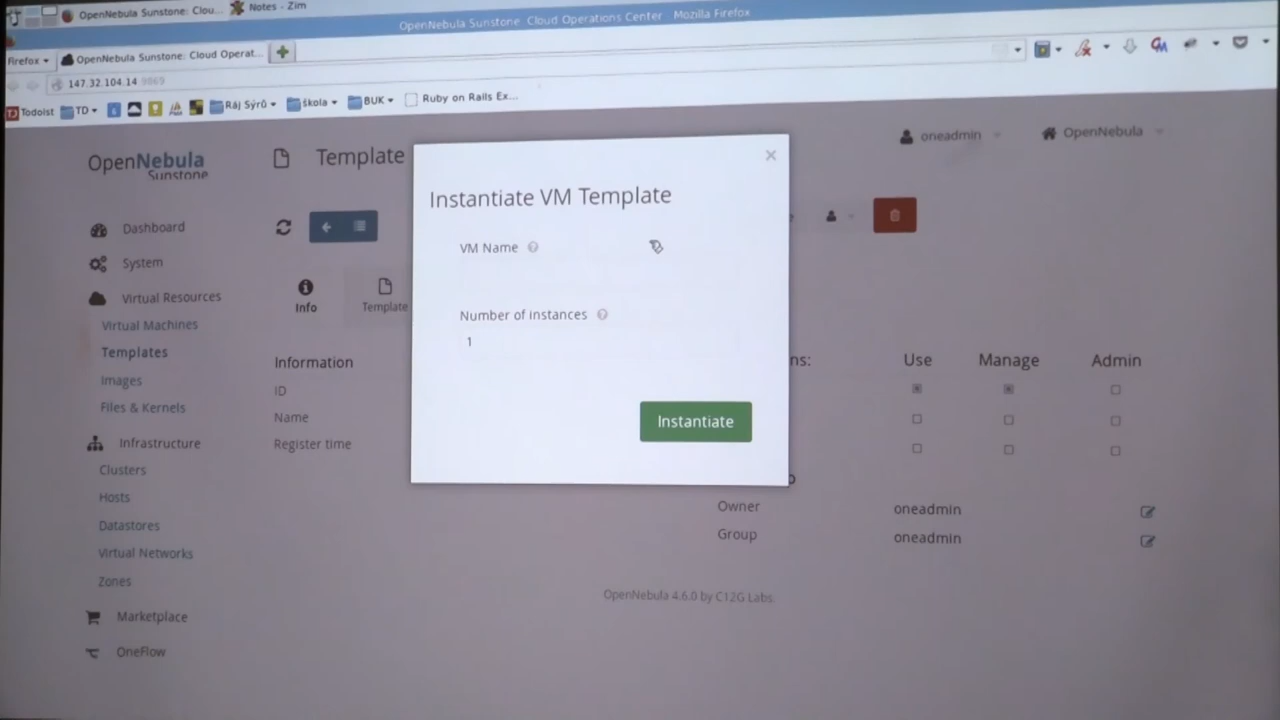 OpenNebula Sunstone: Clou... Notes - Zim
OpenNebula Sunstone: Cloud Operations Center - Mozilla Firefox
Firefox OpenNebula Sunstone: Cloud Operat...
147.32.104.14:9869
Todoist TD Ráj Sýrů škola BUK Ruby on Rails Ex...
OpenNebula
Sunstone
Template
oneadmin
OpenNebula
Dashboard
System
Virtual Resources
Virtual Machines
Templates
Images
Files & Kernels
Infrastructure
Clusters
Hosts
Datastores
Virtual Networks
Zones
Marketplace
OneFlow
Info
Template
Information
ID
Name
Register time
Instantiate VM Template
VM Name
Number of instances
1
Instantiate
ns: Use Manage Admin
Owner oneadmin
Group oneadmin
OpenNebula 4.6.0 by C12G Labs.